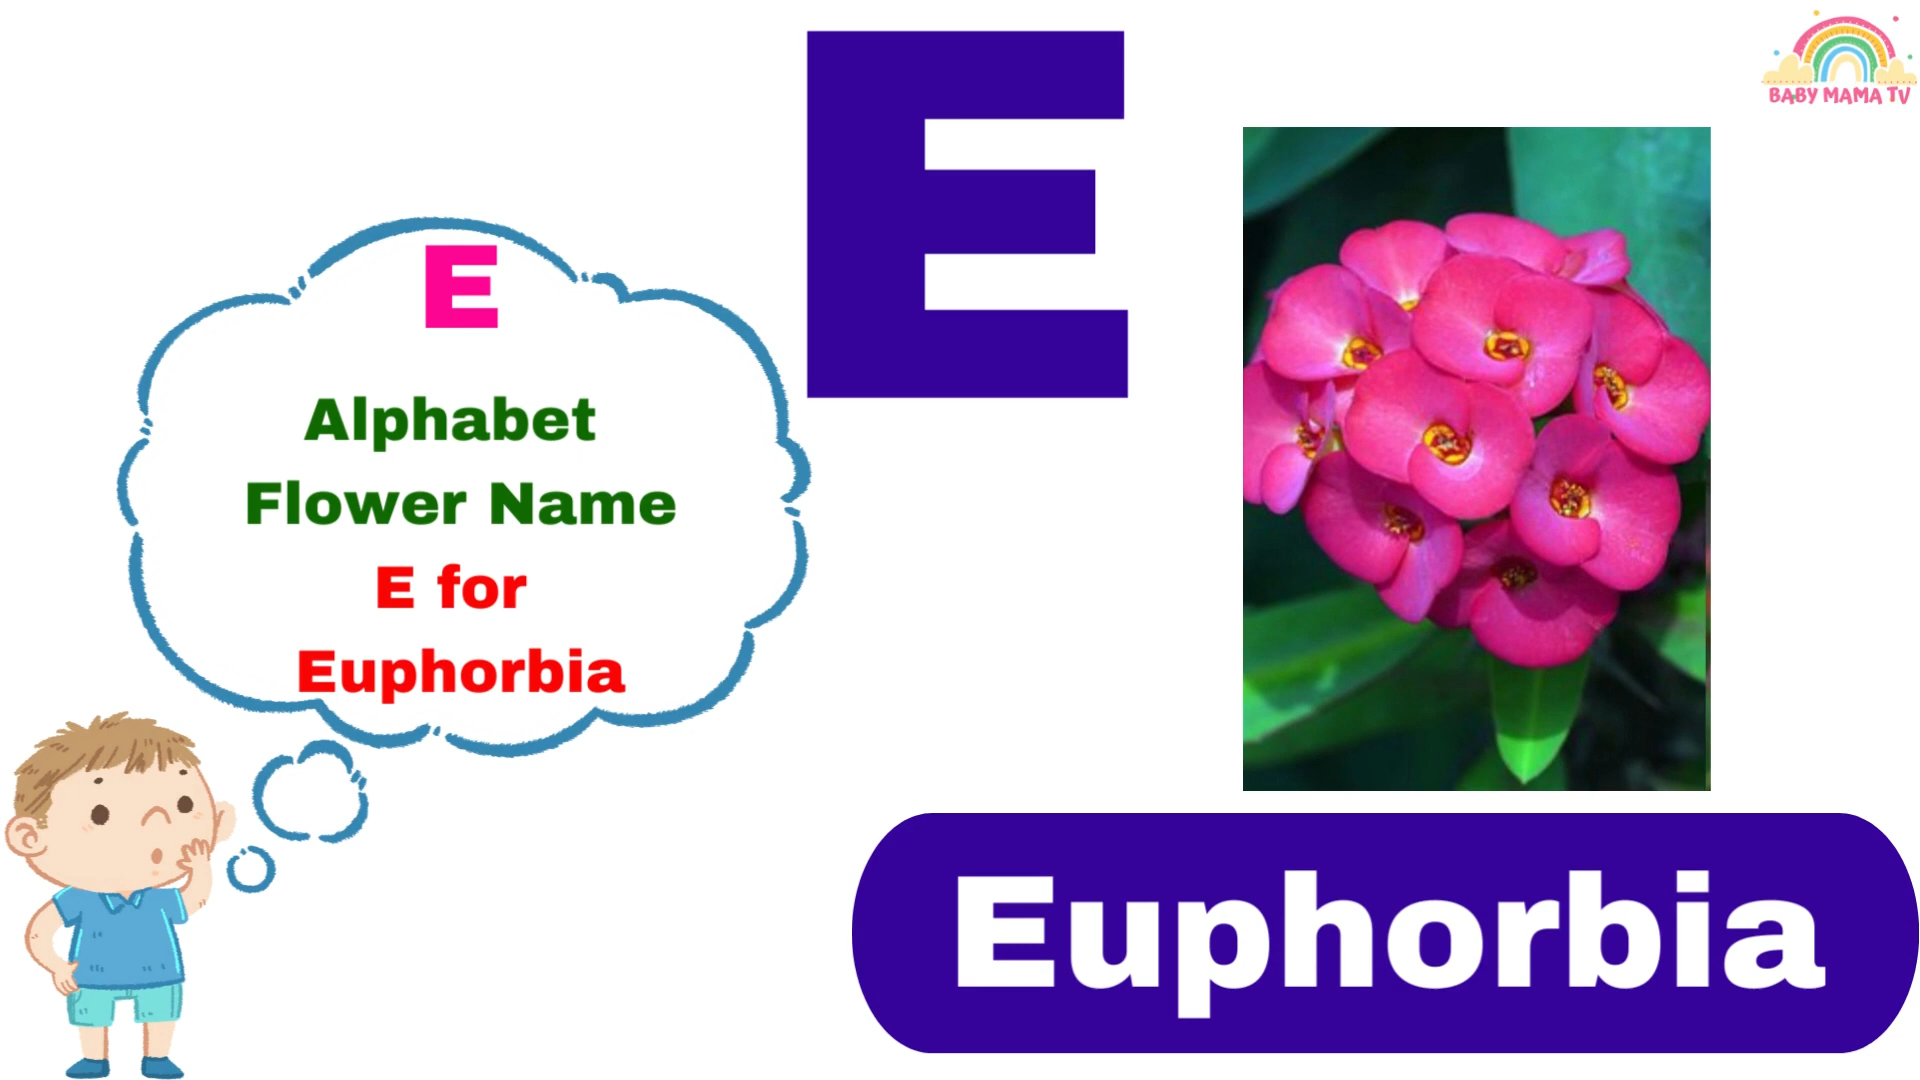 E
BABY MAMA TV
E
Alphabet
Flower Name
E for
Euphorbia
Euphorbia